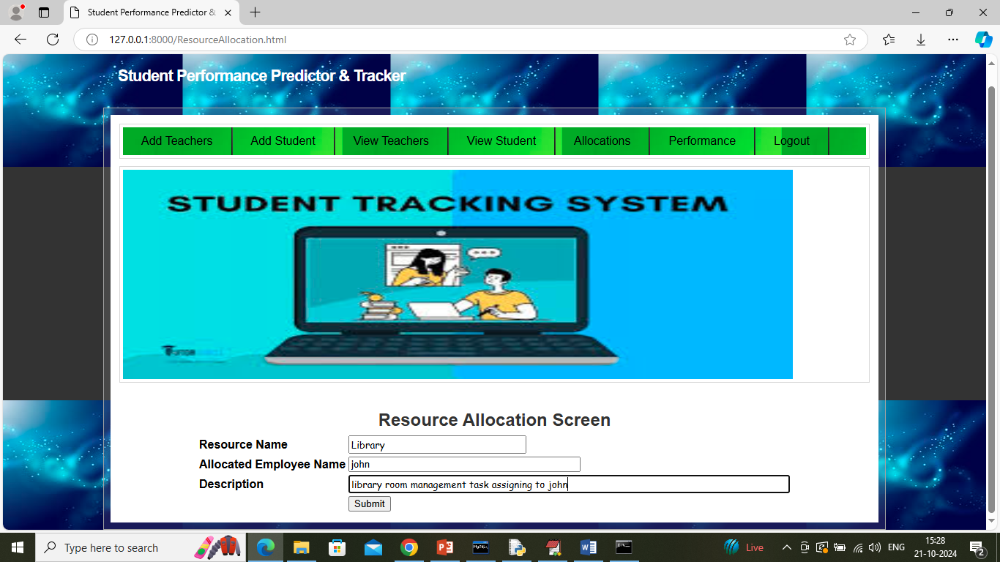 Student Performance Predictor &
127.0.0.1:8000/ResourceAllocation.html
Student Performance Predictor & Tracker
Add Teachers
Add Student
View Teachers
View Student
Allocations
Performance
Logout
STUDENT TRACKING SYSTEM
Resource Allocation Screen
Resource Name
Library
Allocated Employee Name
john
Description
library room management task assigning to john
Submit
Type here to search
Live
ENG
15:28
21-10-2024
2